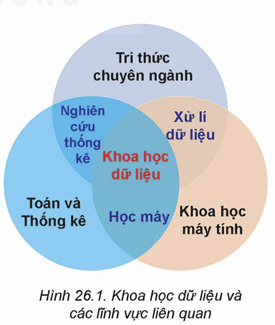 Tri thức
chuyên ngành
Nghiên
cứu
thống
kê
Xử lí
dữ liệu
Khoa học
dữ liệu
Toán và
Thống kê
Học máy
Khoa học
máy tính
Hình 26.1. Khoa học dữ liệu và
các lĩnh vực liên quan